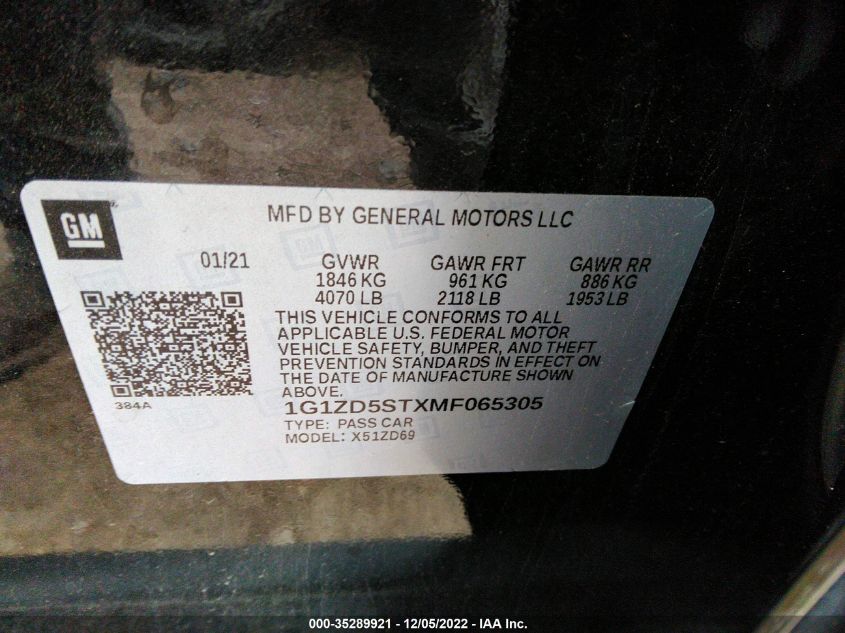 GM MFD BY GENERAL MOTORS LLC
01/21 GVWR GAWR FRT GAWR RR
1846 KG 961 KG 886 KG
4070 LB 2118 LB 1953 LB
THIS VEHICLE CONFORMS TO ALL
APPLICABLE U.S. FEDERAL MOTOR
VEHICLE SAFETY, BUMPER, AND THEFT
PREVENTION STANDARDS IN EFFECT ON
THE DATE OF MANUFACTURE SHOWN
ABOVE.
384A
1G1ZD5STXMF065305
TYPE: PASS CAR
MODEL: X51ZD69
000-35289921 - 12/05/2022 - IAA Inc.